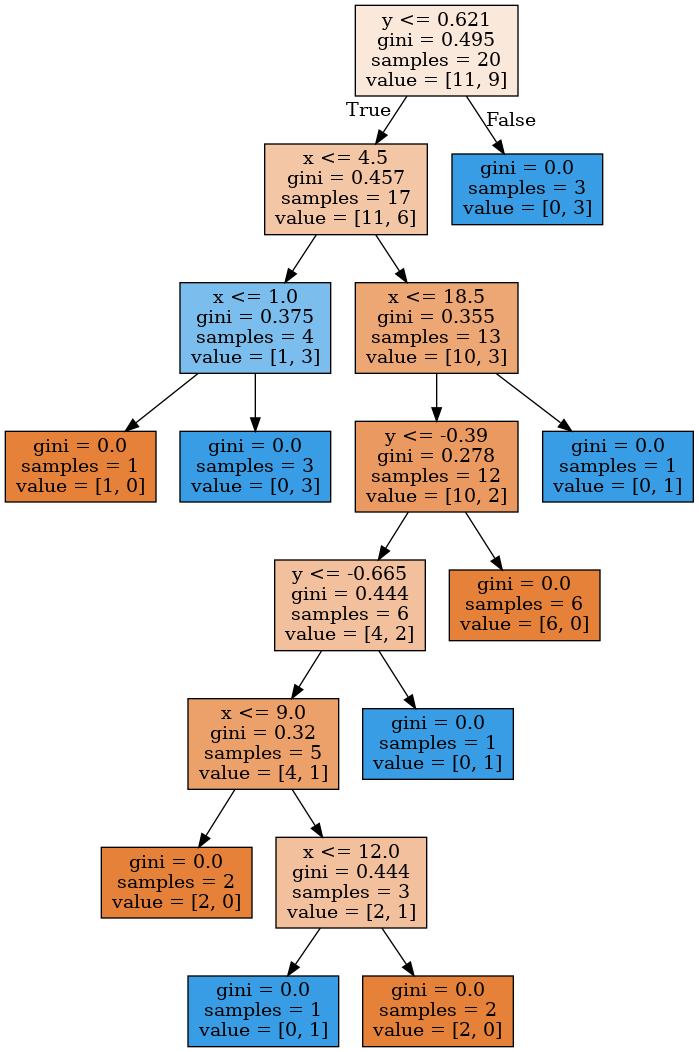 y <= 0.621
gini = 0.495
samples = 20
value = [11, 9]
True
False
x <= 4.5
gini = 0.457
samples = 17
value = [11, 6]
gini = 0.0
samples = 3
value = [0, 3]
x <= 1.0
gini = 0.375
samples = 4
value = [1, 3]
x <= 18.5
gini = 0.355
samples = 13
value = [10, 3]
gini = 0.0
samples = 1
value = [1, 0]
gini = 0.0
samples = 3
value = [0, 3]
y <= -0.39
gini = 0.278
samples = 12
value = [10, 2]
gini = 0.0
samples = 1
value = [0, 1]
y <= -0.665
gini = 0.444
samples = 6
value = [4, 2]
gini = 0.0
samples = 6
value = [6, 0]
x <= 9.0
gini = 0.32
samples = 5
value = [4, 1]
gini = 0.0
samples = 1
value = [0, 1]
gini = 0.0
samples = 2
value = [2, 0]
x <= 12.0
gini = 0.444
samples = 3
value = [2, 1]
gini = 0.0
samples = 1
value = [0, 1]
gini = 0.0
samples = 2
value = [2, 0]